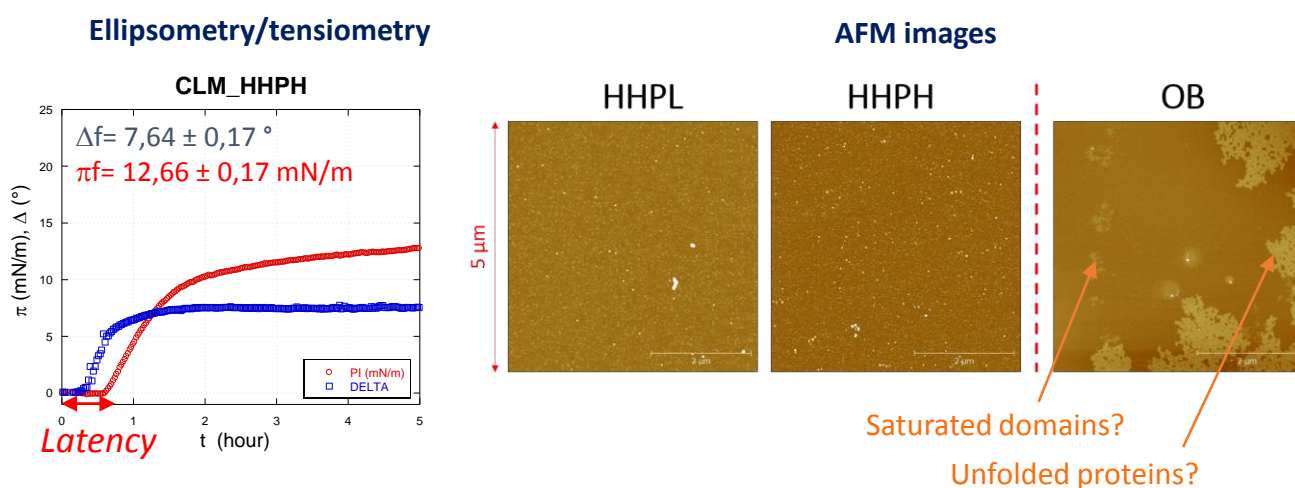 Ellipsometry/tensiometry
AFM images
CLM_HHPH
Δf= 7,64 ± 0,17 °
πf= 12,66 ± 0,17 mN/m
π (mN/m), Δ (°)
25
20
15
10
5
0
PI (mN/m)
DELTA
0 1 2 3 4 5
Latency
t (hour)
HHPL
HHPH
OB
5 µm
2 µm
2 µm
2 µm
Saturated domains?
Unfolded proteins?